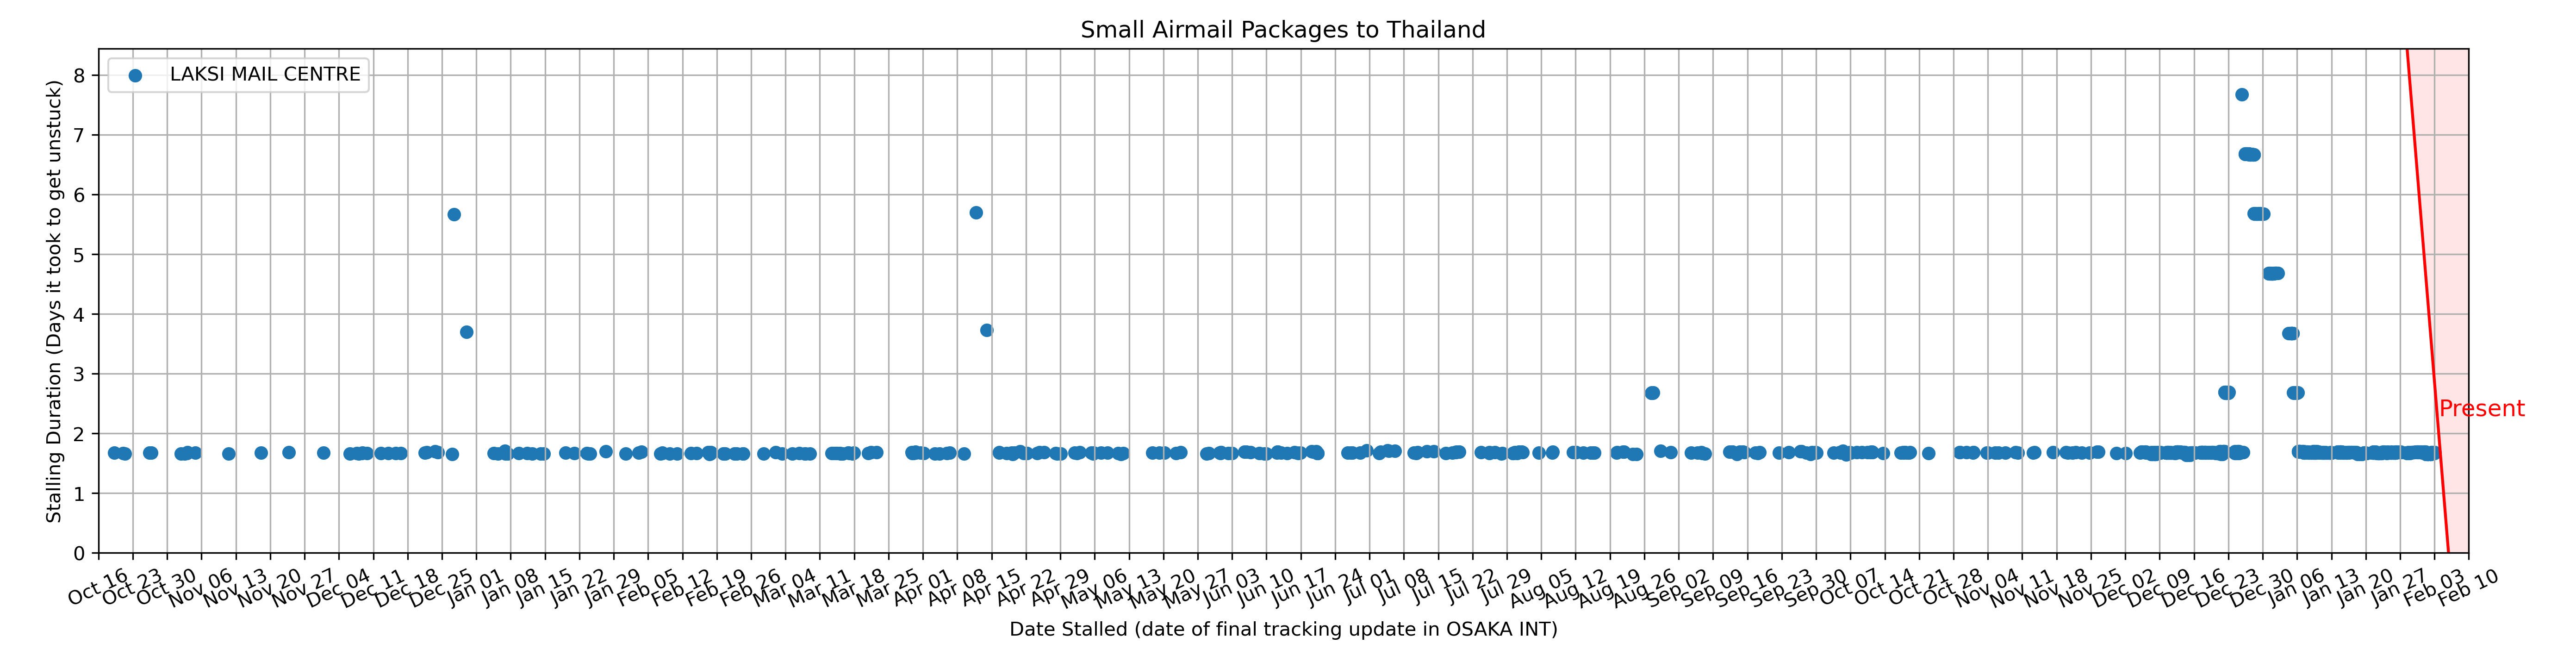 Small Airmail Packages to Thailand
LAKSI MAIL CENTRE
Stalling Duration (Days it took to get unstuck)
8
7
6
5
4
3
2
1
0
Present
Oct 16 Oct 23 Oct 30 Nov 06 Nov 13 Nov 20 Nov 27 Dec 04 Dec 11 Dec 18 Dec 25 Jan 01 Jan 08 Jan 15 Jan 22 Jan 29 Feb 05 Feb 12 Feb 19 Feb 26 Mar 04 Mar 11 Mar 18 Mar 25 Apr 01 Apr 08 Apr 15 Apr 22 Apr 29 May 06 May 13 May 20 May 27 Jun 03 Jun 10 Jun 17 Jun 24 Jul 01 Jul 08 Jul 15 Jul 22 Jul 29 Aug 05 Aug 12 Aug 19 Aug 26 Sep 02 Sep 09 Sep 16 Sep 23 Sep 30 Oct 07 Oct 14 Oct 21 Oct 28 Nov 04 Nov 11 Nov 18 Nov 25 Dec 02 Dec 09 Dec 16 Dec 23 Dec 30 Jan 06 Jan 13 Jan 20 Jan 27 Feb 03 Feb 10
Date Stalled (date of final tracking update in OSAKA INT)